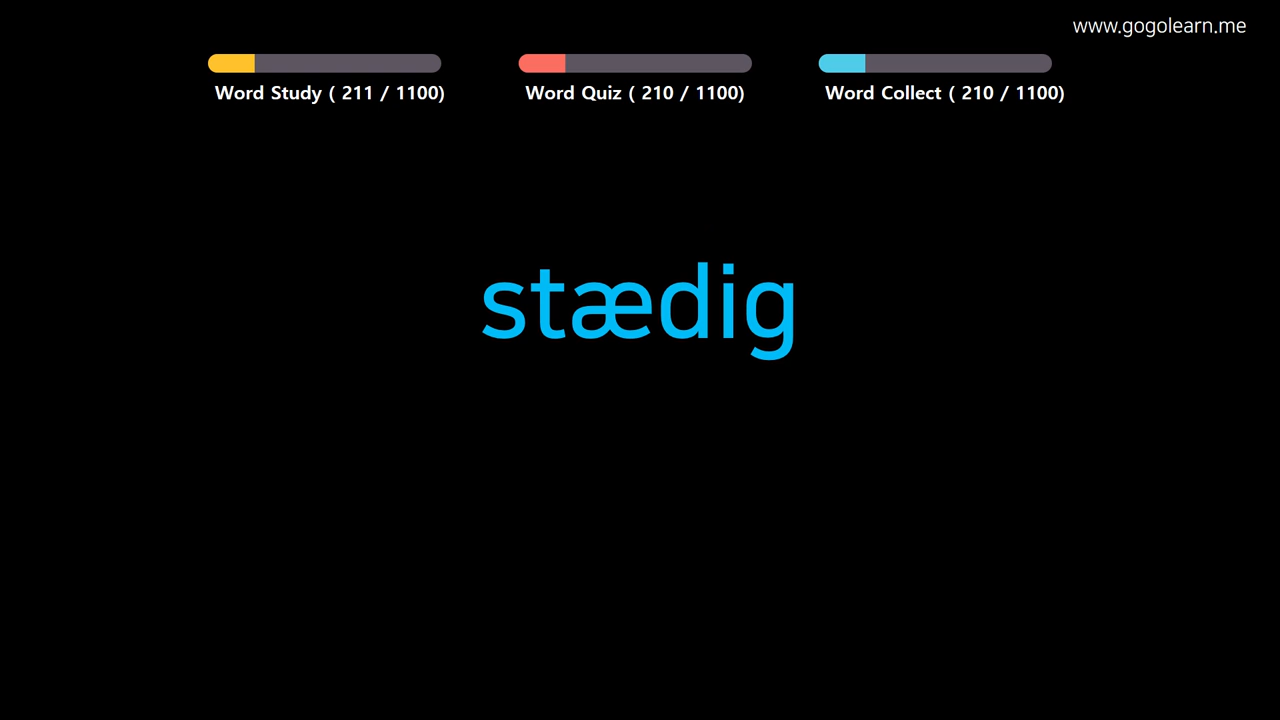 www.gogolearn.me
Word Study ( 211 / 1100)
Word Quiz ( 210 / 1100)
Word Collect ( 210 / 1100)
stædig